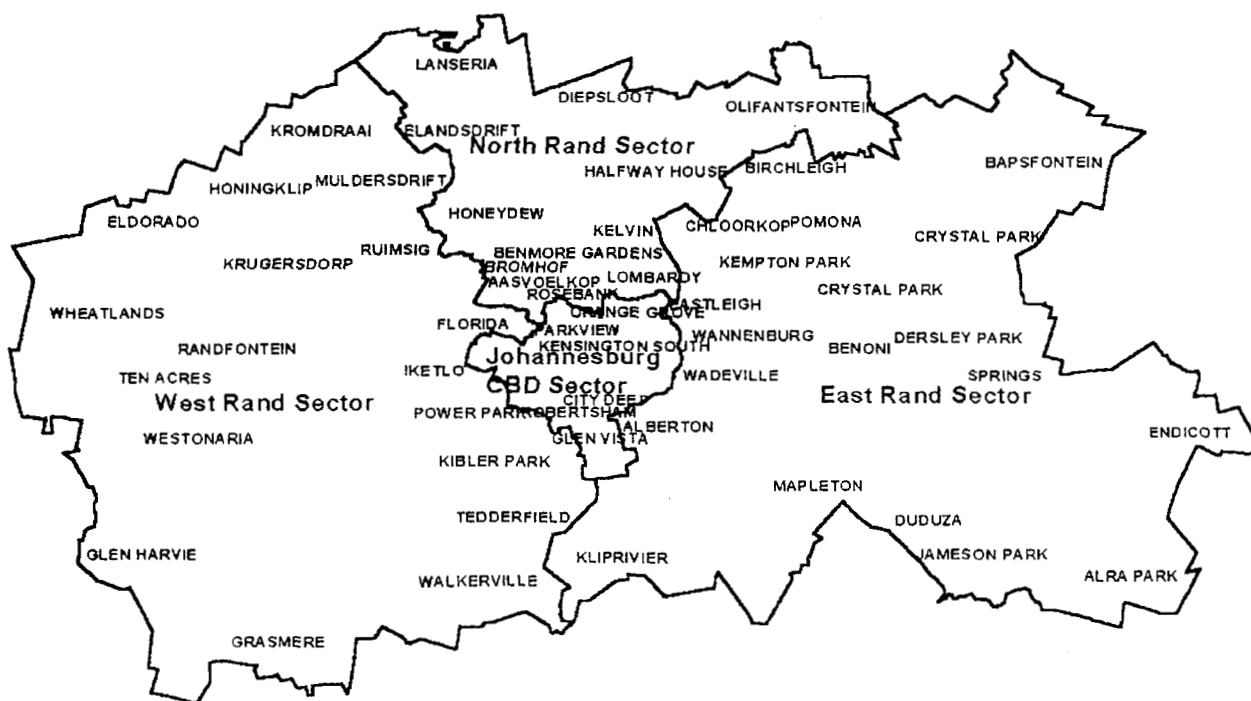 LANSERIA
DIEPSLOOT
OLIFANTSFONTEIN
KROMDRAAI
ELANDSDRIFT
North Rand Sector
BAPSFONTEIN
HALFWAY HOUSE
BIRCHLEIGH
HONINGKLIP
MULDERSDRIFT
ELDORADO
HONEYDEW
KELVIN
CHLOORKOP
POMONA
CRYSTAL PARK
RUIMSIG
BENMORE GARDENS
KRUGERSDORP
BROMHOF
KEMPTON PARK
AASVOELKOP
LOMBARDY
CRYSTAL PARK
ROSEBANK
EASTLEIGH
WHEATLANDS
ORANGE GROVE
FLORIDA
PARKVIEW
WANNENBURG
DERSLEY PARK
RANDFONTEIN
KENSINGTON SOUTH
BENONI
Johannesburg
CBD Sector
IKETLO
TEN ACRES
WADEVILLE
SPRINGS
West Rand Sector
CITY DEEP
East Rand Sector
POWER PARK
ROBERTSHAM
ALBERTON
WESTONARIA
GLEN VISTA
ENDICOTT
KIBLER PARK
MAPLETON
TEDDERFIELD
DUDUZA
GLEN HARVIE
KLIPRIVIER
JAMESON PARK
WALKERVILLE
ALRA PARK
GRASMERE